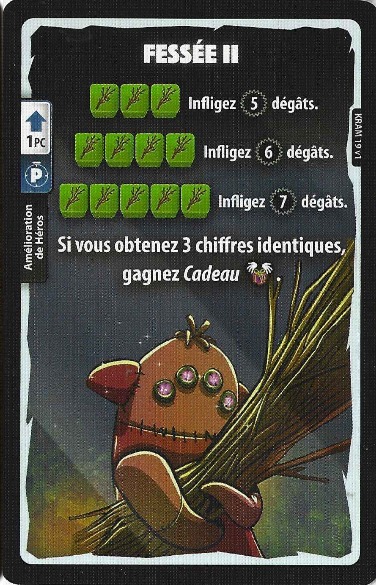 FESSÉE II
Infligez 5 dégâts.
Infligez 6 dégâts.
Infligez 7 dégâts.
Si vous obtenez 3 chiffres identiques,
gagnez Cadeau .
1PC
P
Amélioration
de Héros
KRAM 19 V1